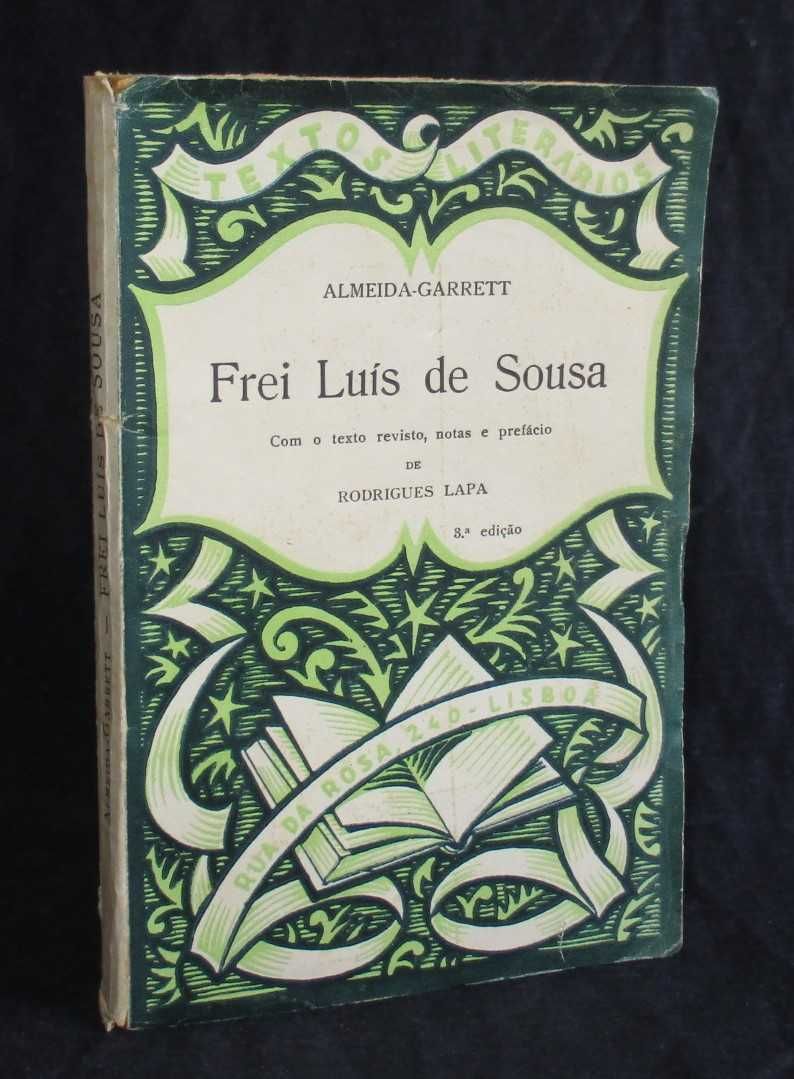 TEXTOS LITERÁRIOS
ALMEIDA-GARRETT
Frei Luís de Sousa
Com o texto revisto, notas e prefácio
DE
RODRIGUES LAPA
8.ª edição
RUA DA ROSA, 240-LISBOA
ALMEIDA-GARRETT — FREI LUÍS DE SOUSA